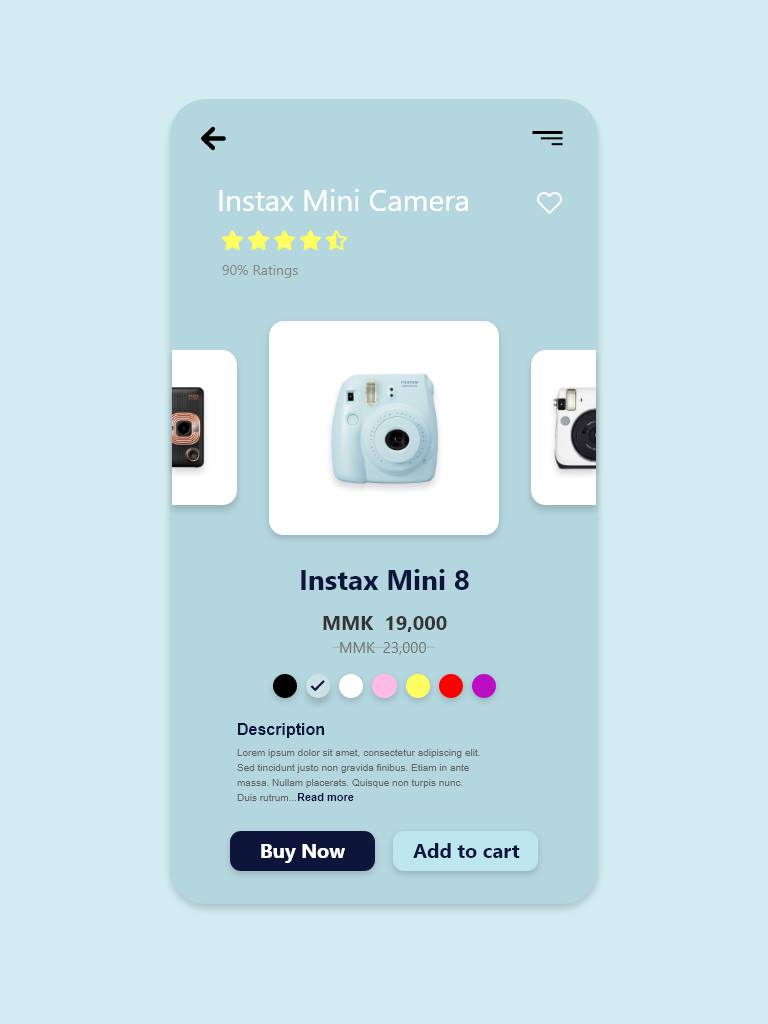 Instax Mini Camera
90% Ratings
Instax Mini 8
MMK 19,000
MMK 23,000
Description
Lorem ipsum dolor sit amet, consectetur adipiscing elit.
Sed tincidunt justo non gravida finibus. Etiam in ante
massa. Nullam placerats. Quisque non turpis nunc.
Duis rutrum...Read more
Buy Now
Add to cart